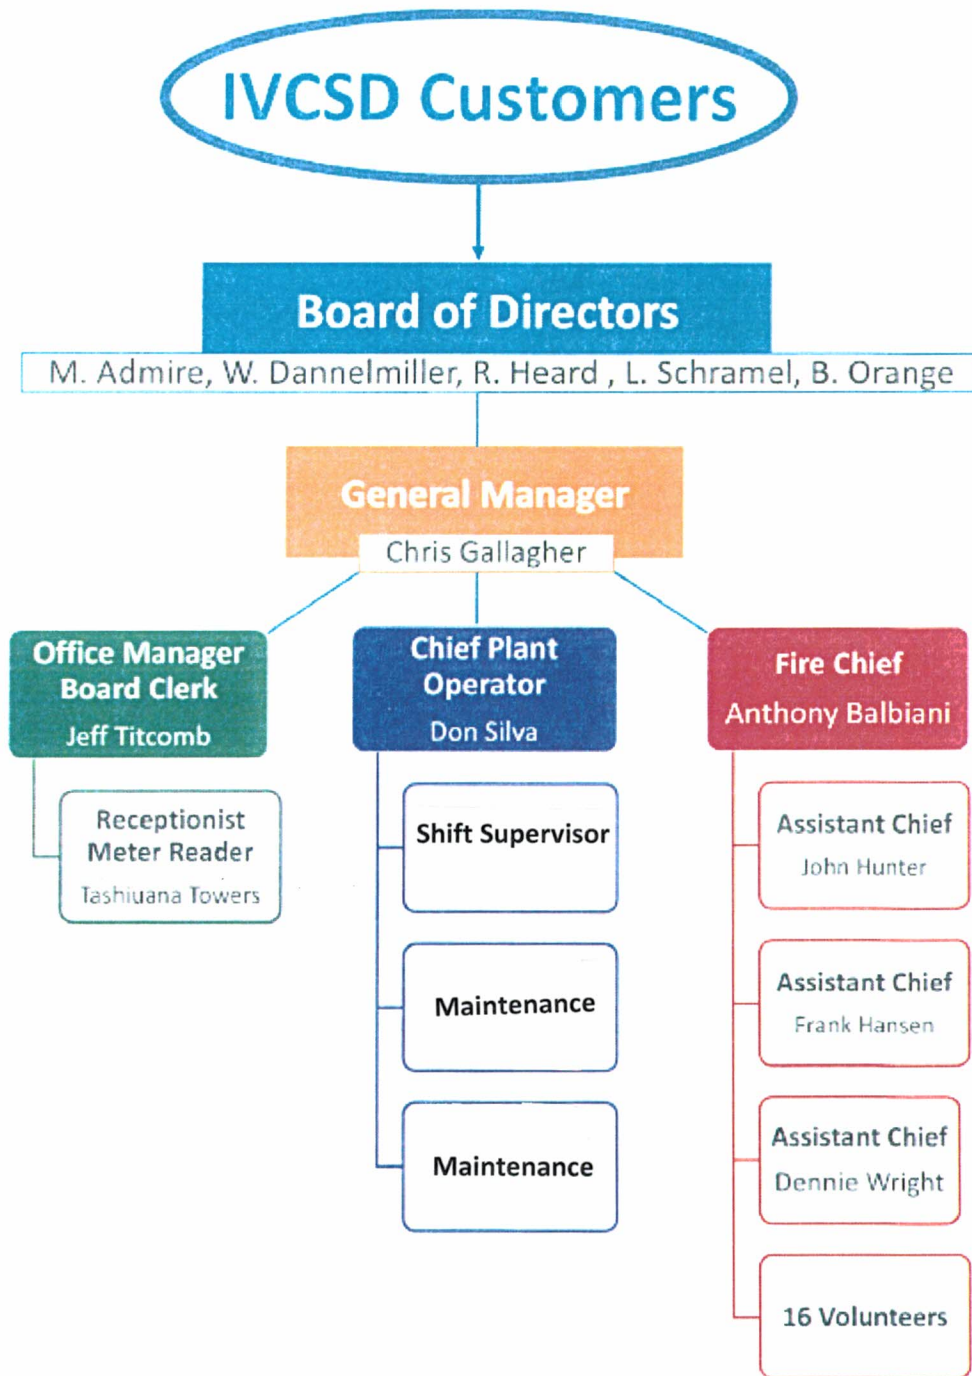 IVCSD Customers
Board of Directors
M. Admire, W. Dannelmiller, R. Heard , L. Schramel, B. Orange
General Manager
Chris Gallagher
Office Manager
Board Clerk
Jeff Titcomb
Receptionist
Meter Reader
Tashiuana Towers
Chief Plant
Operator
Don Silva
Shift Supervisor
Maintenance
Maintenance
Fire Chief
Anthony Balbiani
Assistant Chief
John Hunter
Assistant Chief
Frank Hansen
Assistant Chief
Dennie Wright
16 Volunteers